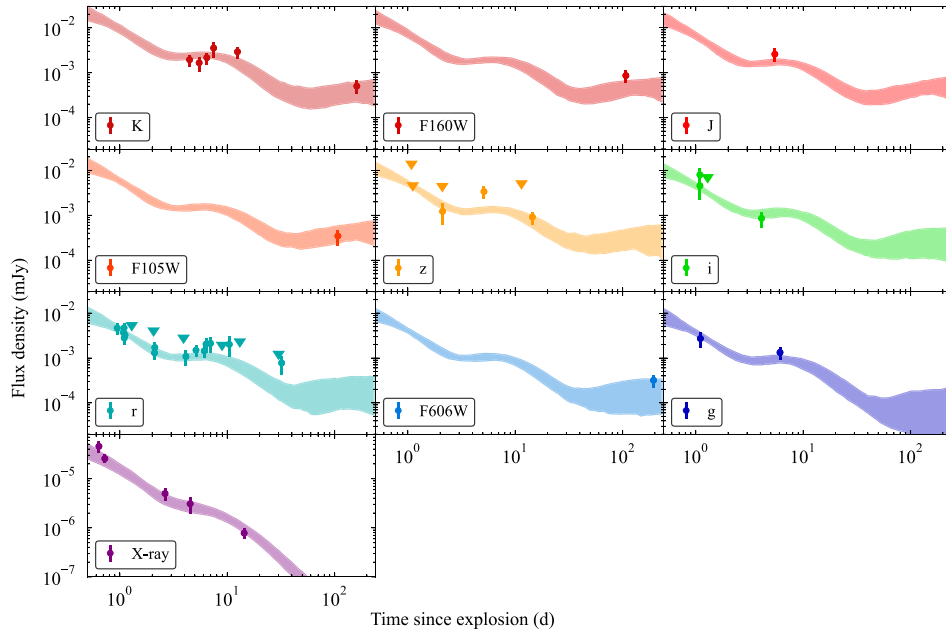 10⁻²
10⁻³
10⁻⁴
K
F160W
J
10⁻²
10⁻³
10⁻⁴
F105W
z
i
Flux density (mJy)
10⁻²
10⁻³
10⁻⁴
r
F606W
g
10⁰ 10¹ 10² 10⁰ 10¹ 10²
10⁻⁵
10⁻⁶
10⁻⁷
X-ray
10⁰ 10¹ 10²
Time since explosion (d)